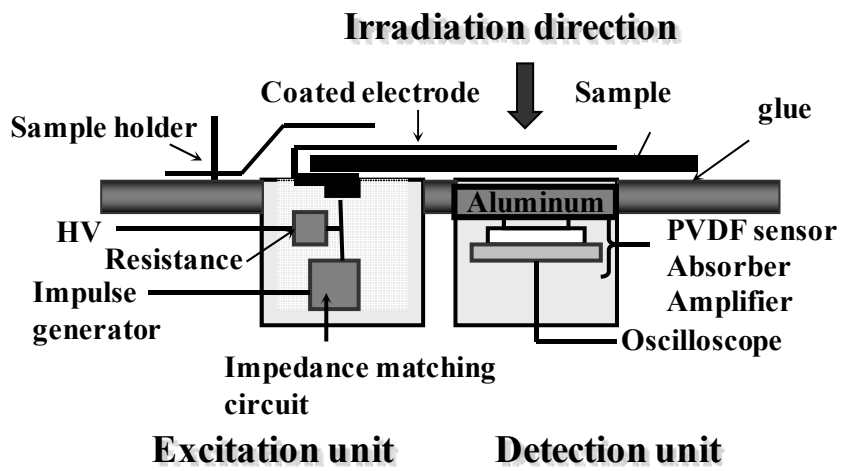 Irradiation direction
Coated electrode
Sample
Sample holder
glue
Aluminum
HV
Resistance
PVDF sensor
Absorber
Amplifier
Impulse
generator
Oscilloscope
Impedance matching
circuit
Excitation unit
Detection unit